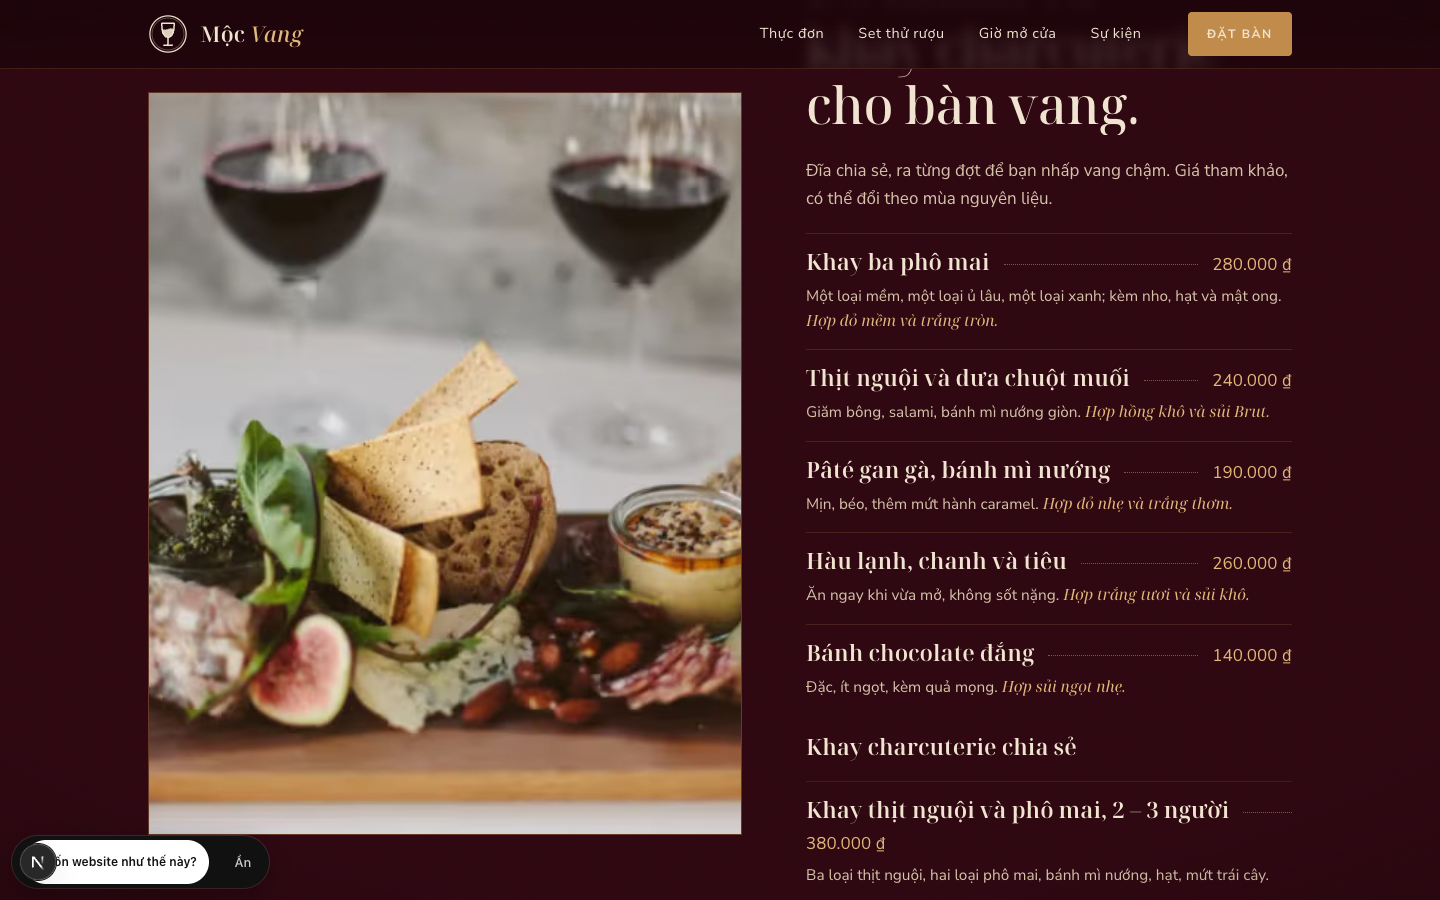 Mộc Vang
Thực đơn
Set thử rượu
Giờ mở cửa
Sự kiện
ĐẶT BÀN
cho bàn vang.
Đĩa chia sẻ, ra từng đợt để bạn nhấp vang chậm. Giá tham khảo,
có thể đổi theo mùa nguyên liệu.
Khay ba phô mai 280.000 ₫
Một loại mềm, một loại ủ lâu, một loại xanh; kèm nho, hạt và mật ong.
Hợp đỏ mềm và trắng tròn.
Thịt nguội và dưa chuột muối 240.000 ₫
Giăm bông, salami, bánh mì nướng giòn. Hợp hồng khô và sủi Brut.
Pâté gan gà, bánh mì nướng 190.000 ₫
Mịn, béo, thêm mứt hành caramel. Hợp đỏ nhẹ và trắng thơm.
Hàu lạnh, chanh và tiêu 260.000 ₫
Ăn ngay khi vừa mở, không sốt nặng. Hợp trắng tươi và sủi khô.
Bánh chocolate đắng 140.000 ₫
Đặc, ít ngọt, kèm quả mọng. Hợp sủi ngọt nhẹ.
Khay charcuterie chia sẻ
Khay thịt nguội và phô mai, 2 – 3 người
380.000 ₫
Ba loại thịt nguội, hai loại phô mai, bánh mì nướng, hạt, mứt trái cây.
website như thế này?
Ẩn